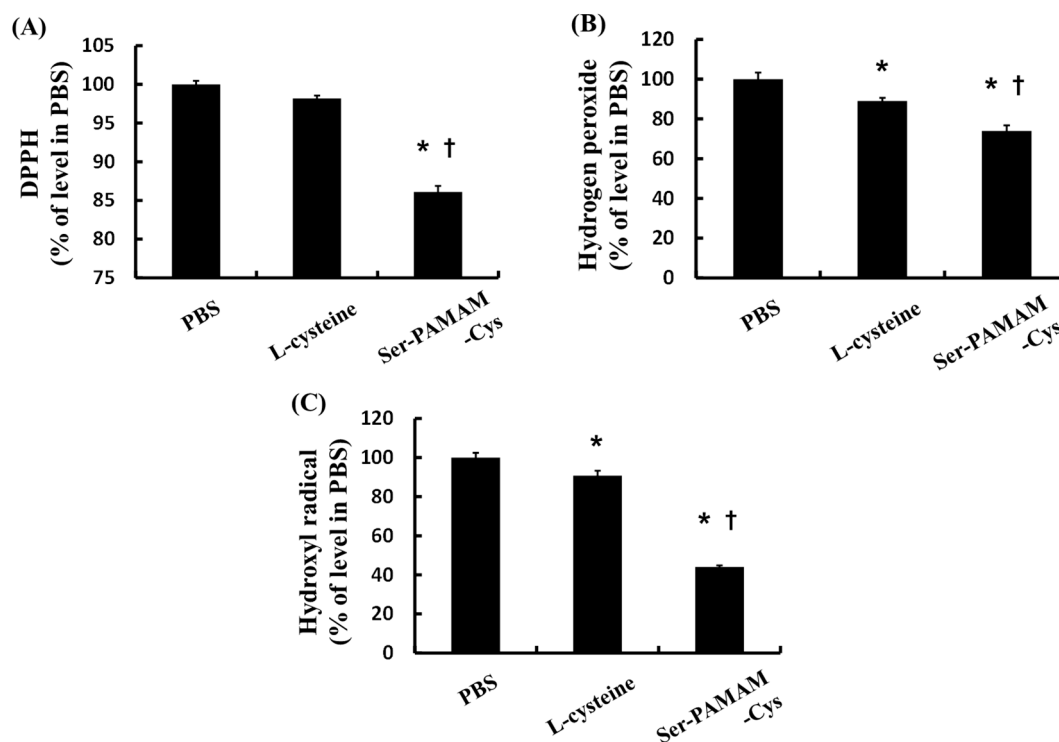 (A)
DPPH
(% of level in PBS)
105
100
95
90
85
80
75
* †
PBS
L-cysteine
Ser-PAMAM
-Cys
(B)
Hydrogen peroxide
(% of level in PBS)
120
100
80
60
40
20
0
*
* †
PBS
L-cysteine
Ser-PAMAM
-Cys
(C)
Hydroxyl radical
(% of level in PBS)
120
100
80
60
40
20
0
*
* †
PBS
L-cysteine
Ser-PAMAM
-Cys